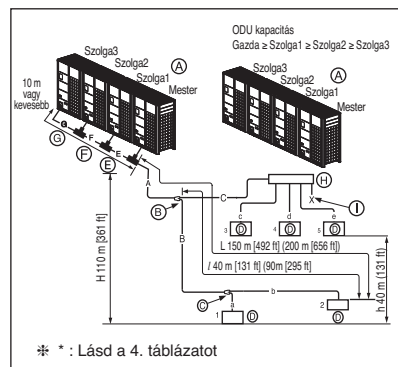 ODU kapacitás
Gazda ≥ Szolga1 ≥ Szolga2 ≥ Szolga3
Szolga3
Szolga2
Szolga1
Mester
A
Szolga3
Szolga2
Szolga1
Mester
A
10 m
vagy
kevesebb
G
F
E
G
F
E
A
B
C
H
X
I
c
d
e
3 D
4 D
5 D
L 150 m [492 ft] (200 m [656 ft])
l 40 m [131 ft] (90m [295 ft]
H 110 m [361 ft]
h 40 m (131 ft)
B
b
C
a
1 D
2
D
❈ * : Lásd a 4. táblázatot